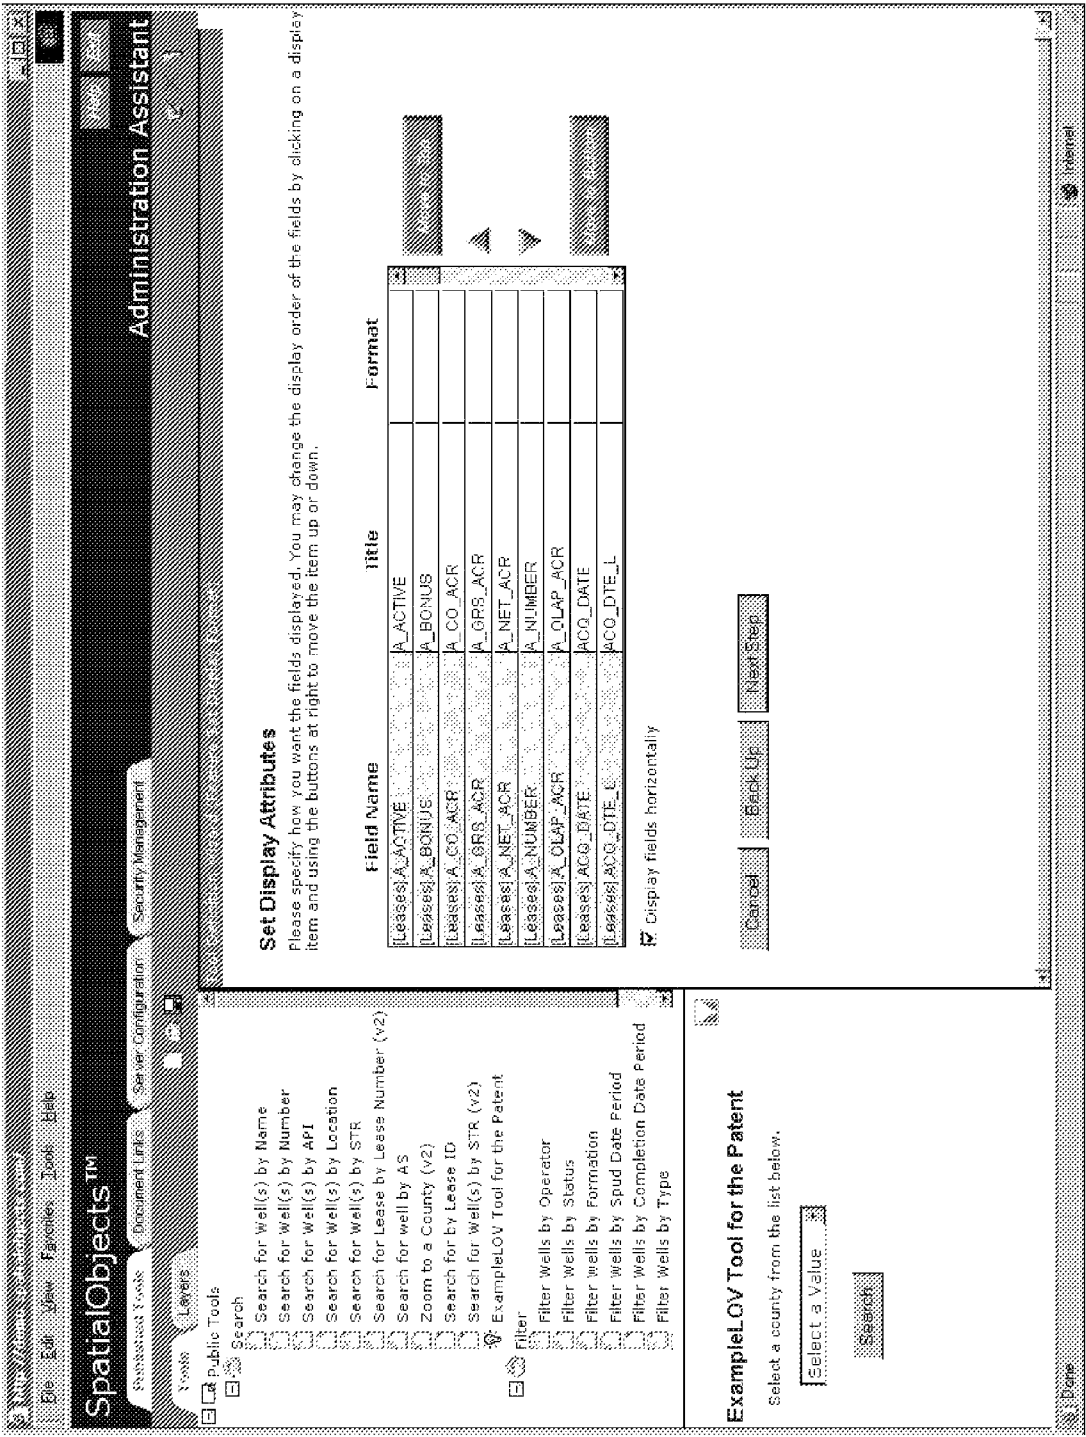 File Edit View Favorites Tools Help
SpatialObjects™
Help Exit
Administration Assistant
Document Links Server Configuration Security Management
Tools Layers
Public Tools
Search
Search for Well(s) by Name
Search for Well(s) by Number
Search for Well(s) by API
Search for Well(s) by Location
Search for Well(s) by STR
Search for Lease by Lease Number (v2)
Search for well by AS
Zoom to a County (v2)
Search for by Lease ID
Search for Well(s) by STR (v2)
ExampleLOV Tool for the Patent
Filter
Filter Wells by Operator
Filter Wells by Status
Filter Wells by Formation
Filter Wells by Spud Date Period
Filter Wells by Completion Date Period
Filter Wells by Type
ExampleLOV Tool for the Patent
Select a county from the list below.
Select a Value
Search
Set Display Attributes
Please specify how you want the fields displayed. You may change the display order of the fields by clicking on a display
item and using the buttons at right to move the item up or down.
Field Name Title Format
[Leases].A_ACTIVE A_ACTIVE
[Leases].A_BONUS A_BONUS
[Leases].A_CO_ACR A_CO_ACR
[Leases].A_GRS_ACR A_GRS_ACR
[Leases].A_NET_ACR A_NET_ACR
[Leases].A_NUMBER A_NUMBER
[Leases].A_OLAP_ACR A_OLAP_ACR
[Leases].ACQ_DATE ACQ_DATE
[Leases].ACQ_DTE_L ACQ_DTE_L
Display fields horizontally
Cancel Back Up Next Step
Done Internet